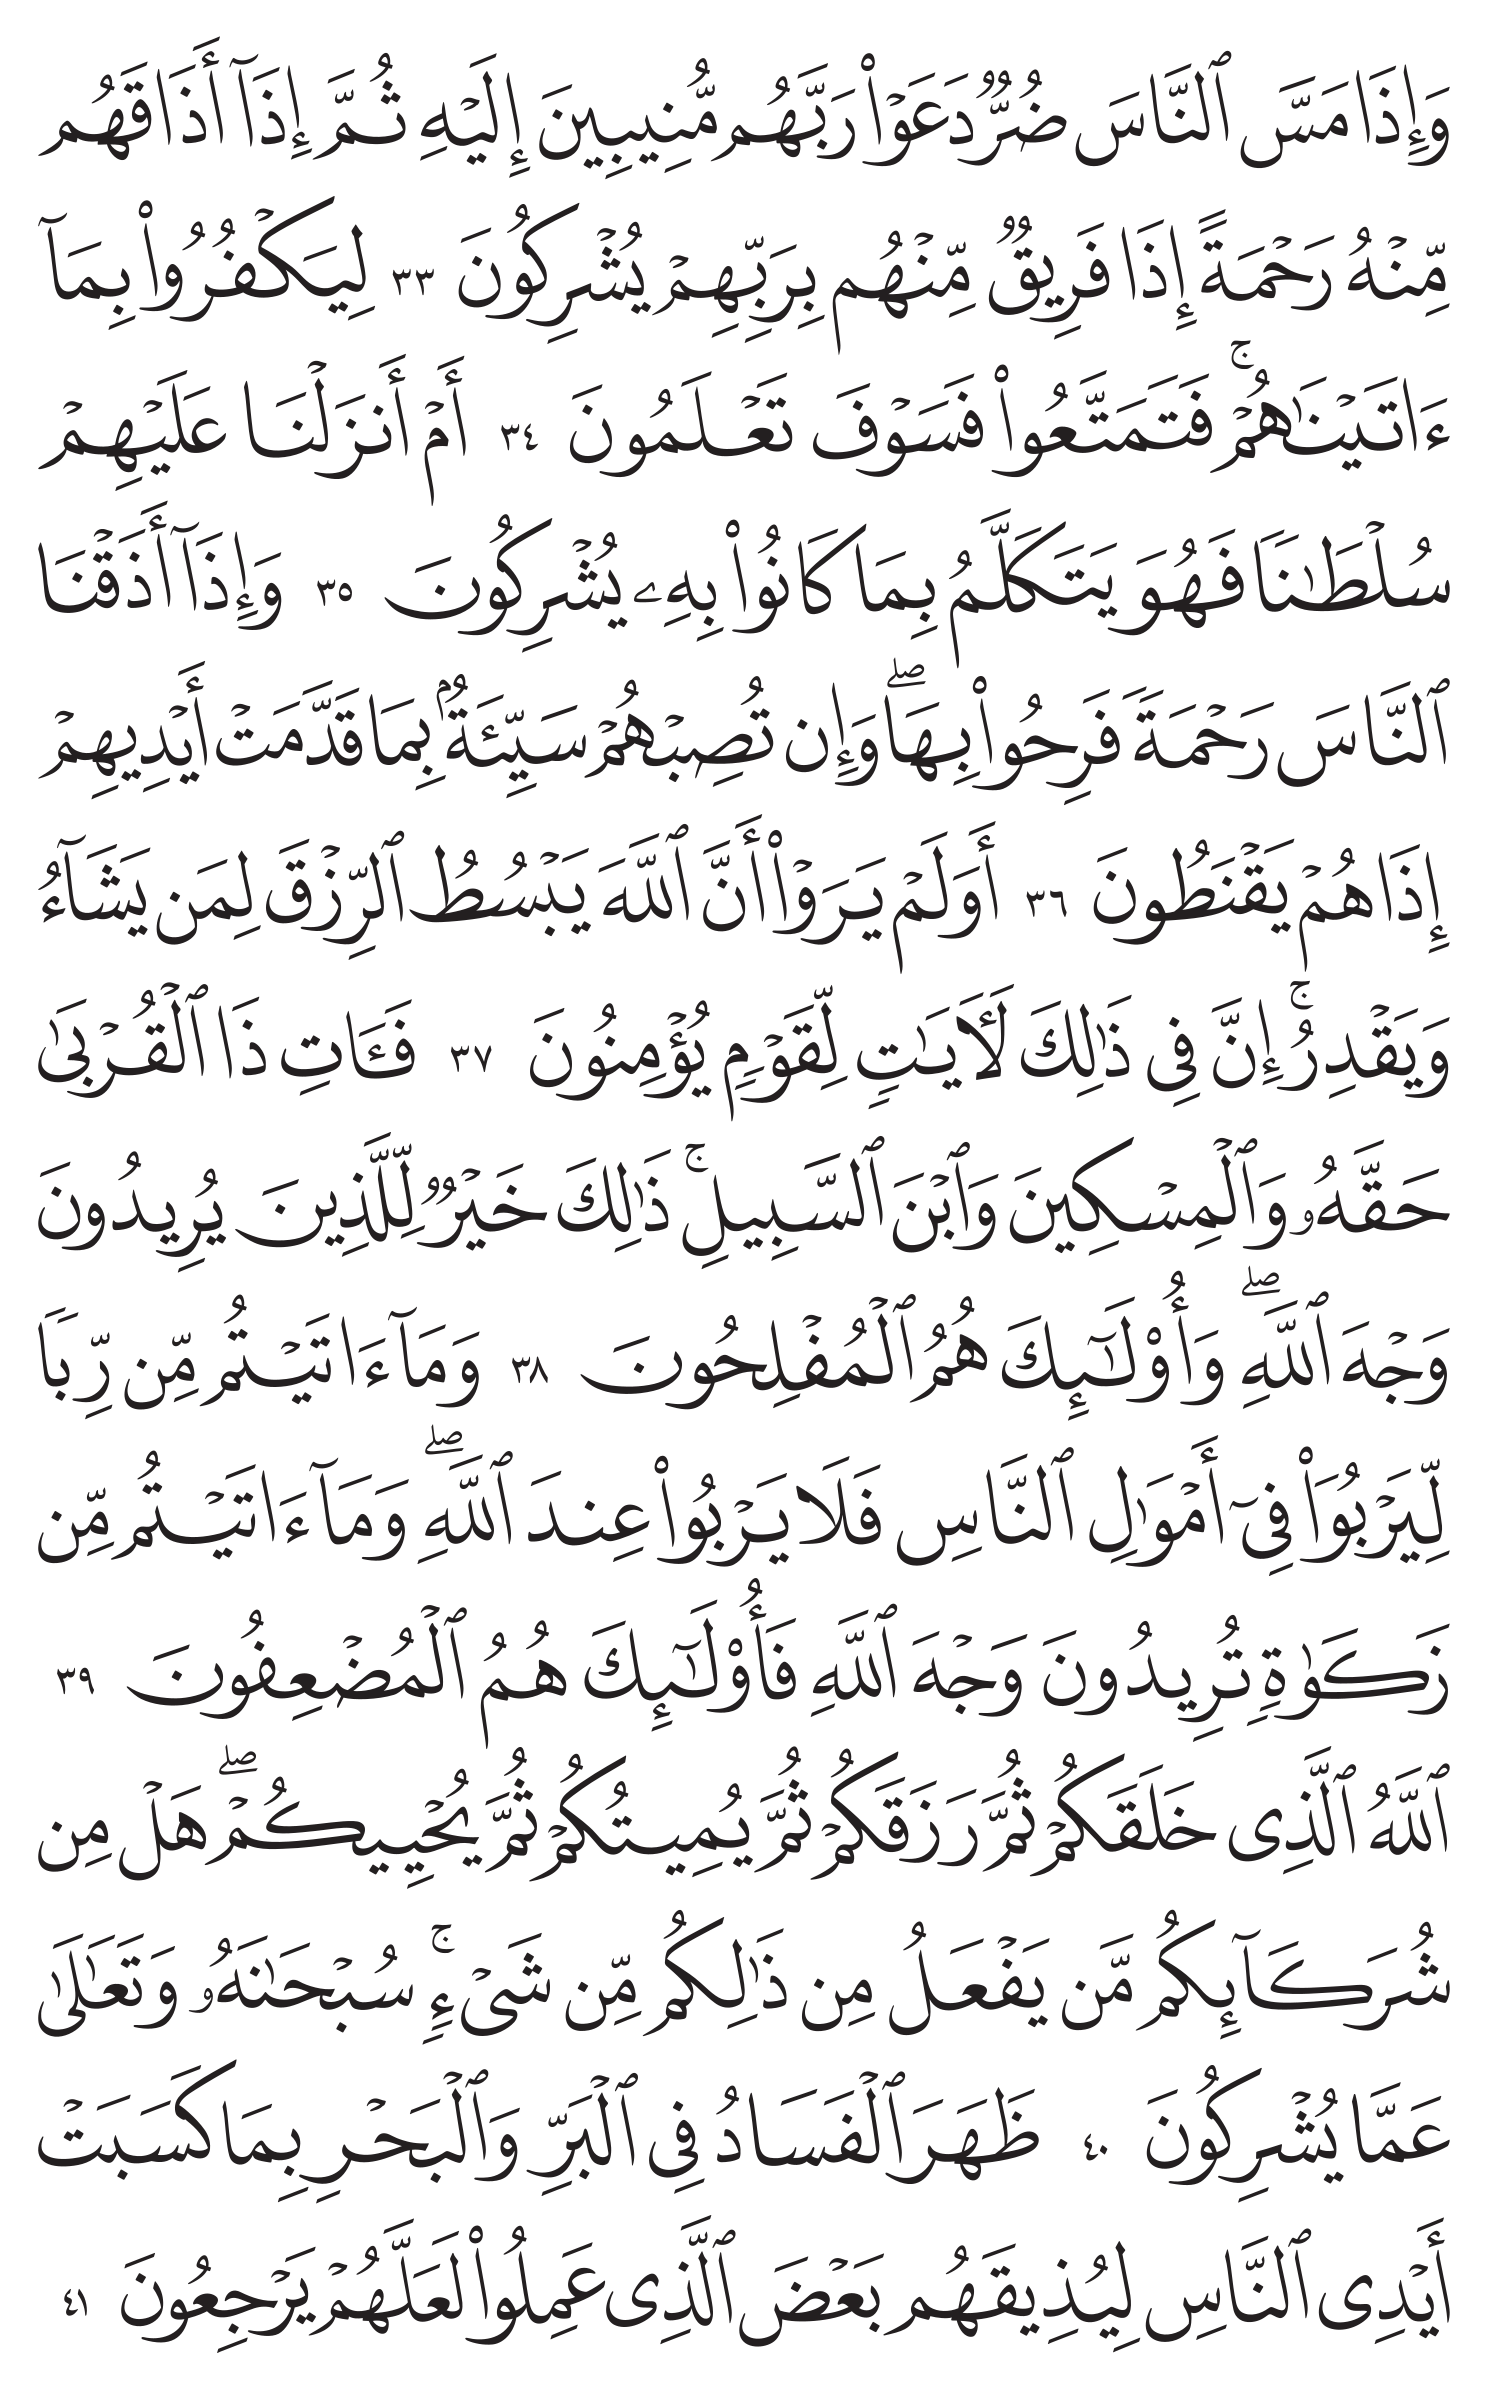 وَإِذَا مَسَّ ٱلنَّاسَ ضُرٌّ دَعَوْا۟ رَبَّهُم مُّنِيبِينَ إِلَيْهِ ثُمَّ إِذَآ أَذَاقَهُم
مِّنْهُ رَحْمَةً إِذَا فَرِيقٌ مِّنْهُم بِرَبِّهِمْ يُشْرِكُونَ ٣٣ لِيَكْفُرُوا۟ بِمَآ
ءَاتَيْنَٰهُمْ ۚ فَتَمَتَّعُوا۟ فَسَوْفَ تَعْلَمُونَ ٣٤ أَمْ أَنزَلْنَا عَلَيْهِمْ
سُلْطَٰنًا فَهُوَ يَتَكَلَّمُ بِمَا كَانُوا۟ بِهِۦ يُشْرِكُونَ ٣٥ وَإِذَآ أَذَقْنَا
ٱلنَّاسَ رَحْمَةً فَرِحُوا۟ بِهَا ۖ وَإِن تُصِبْهُمْ سَيِّئَةٌۢ بِمَا قَدَّمَتْ أَيْدِيهِمْ
إِذَا هُمْ يَقْنَطُونَ ٣٦ أَوَلَمْ يَرَوْا۟ أَنَّ ٱللَّهَ يَبْسُطُ ٱلرِّزْقَ لِمَن يَشَآءُ
وَيَقْدِرُ ۚ إِنَّ فِى ذَٰلِكَ لَءَايَٰتٍ لِّقَوْمٍ يُؤْمِنُونَ ٣٧ فَـَٔاتِ ذَا ٱلْقُرْبَىٰ
حَقَّهُۥ وَٱلْمِسْكِينَ وَٱبْنَ ٱلسَّبِيلِ ۚ ذَٰلِكَ خَيْرٌ لِّلَّذِينَ يُرِيدُونَ
وَجْهَ ٱللَّهِ ۖ وَأُو۟لَٰٓئِكَ هُمُ ٱلْمُفْلِحُونَ ٣٨ وَمَآ ءَاتَيْتُم مِّن رِّبًا
لِّيَرْبُوَا۟ فِىٓ أَمْوَٰلِ ٱلنَّاسِ فَلَا يَرْبُوا۟ عِندَ ٱللَّهِ ۖ وَمَآ ءَاتَيْتُم مِّن
زَكَوٰةٍ تُرِيدُونَ وَجْهَ ٱللَّهِ فَأُو۟لَٰٓئِكَ هُمُ ٱلْمُضْعِفُونَ ٣٩
ٱللَّهُ ٱلَّذِى خَلَقَكُمْ ثُمَّ رَزَقَكُمْ ثُمَّ يُمِيتُكُمْ ثُمَّ يُحْيِيكُمْ ۖ هَلْ مِن
شُرَكَآئِكُم مَّن يَفْعَلُ مِن ذَٰلِكُم مِّن شَىْءٍ ۚ سُبْحَٰنَهُۥ وَتَعَٰلَىٰ
عَمَّا يُشْرِكُونَ ٤٠ ظَهَرَ ٱلْفَسَادُ فِى ٱلْبَرِّ وَٱلْبَحْرِ بِمَا كَسَبَتْ
أَيْدِى ٱلنَّاسِ لِيُذِيقَهُم بَعْضَ ٱلَّذِى عَمِلُوا۟ لَعَلَّهُمْ يَرْجِعُونَ ٤١